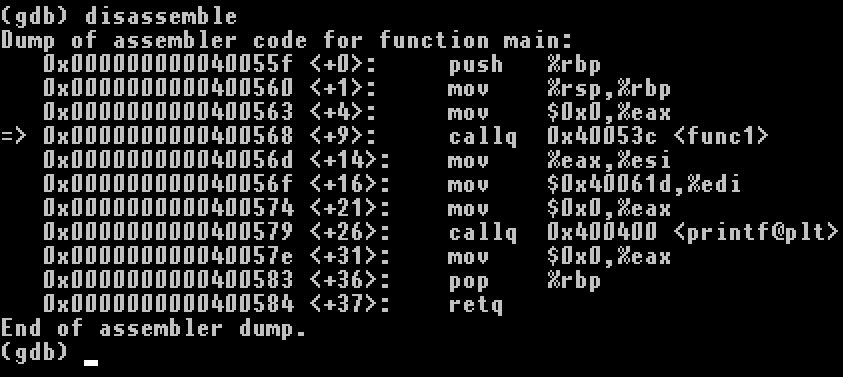 (gdb) disassemble
Dump of assembler code for function main:
   0x000000000040055f <+0>:     push   %rbp
   0x0000000000400560 <+1>:     mov    %rsp,%rbp
   0x0000000000400563 <+4>:     mov    $0x0,%eax
=> 0x0000000000400568 <+9>:     callq  0x40053c <func1>
   0x000000000040056d <+14>:    mov    %eax,%esi
   0x000000000040056f <+16>:    mov    $0x40061d,%edi
   0x0000000000400574 <+21>:    mov    $0x0,%eax
   0x0000000000400579 <+26>:    callq  0x400400 <printf@plt>
   0x000000000040057e <+31>:    mov    $0x0,%eax
   0x0000000000400583 <+36>:    pop    %rbp
   0x0000000000400584 <+37>:    retq
End of assembler dump.
(gdb) _